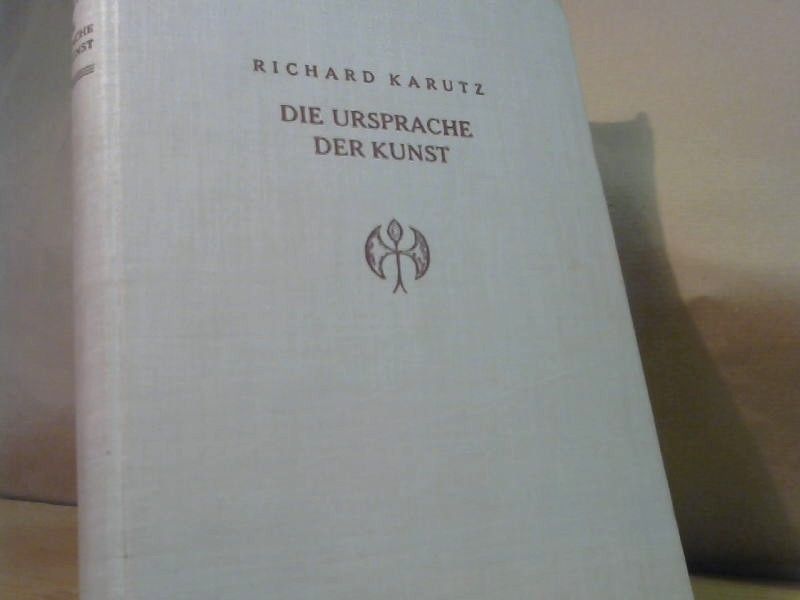 RICHARD KARUTZ
DIE URSPRACHE
DER KUNST